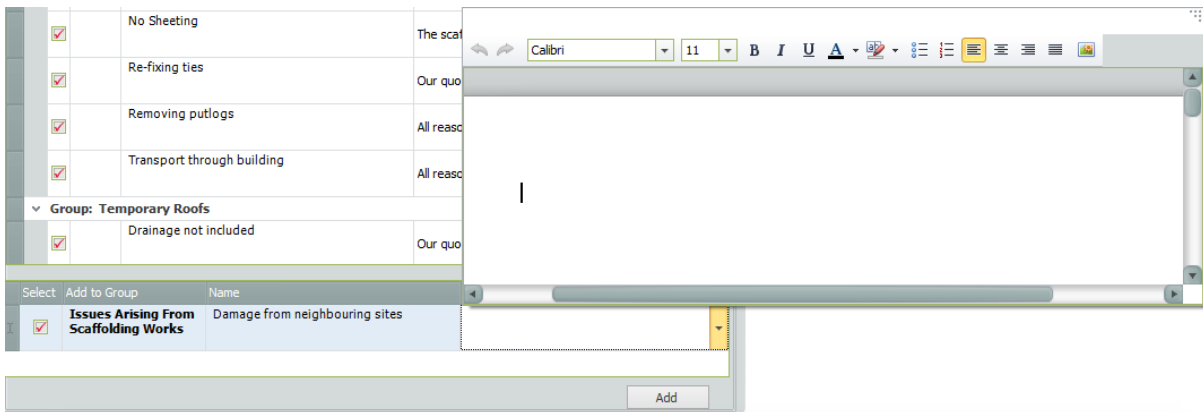 No Sheeting
The scaf
Calibri 11 B I U A ab
Re-fixing ties
Our quo
Removing putlogs
All reaso
Transport through building
All reaso
Group: Temporary Roofs
Drainage not included
Our quo
Select Add to Group Name
Issues Arising From
Scaffolding Works
Damage from neighbouring sites
Add